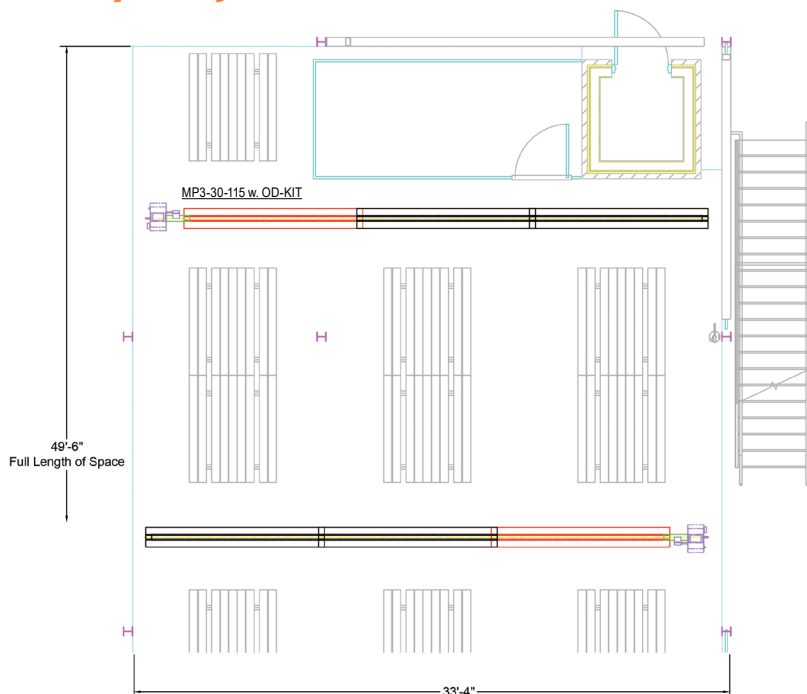 MP3-30-115 w. OD-KIT
49'-6"
Full Length of Space
33'-4"